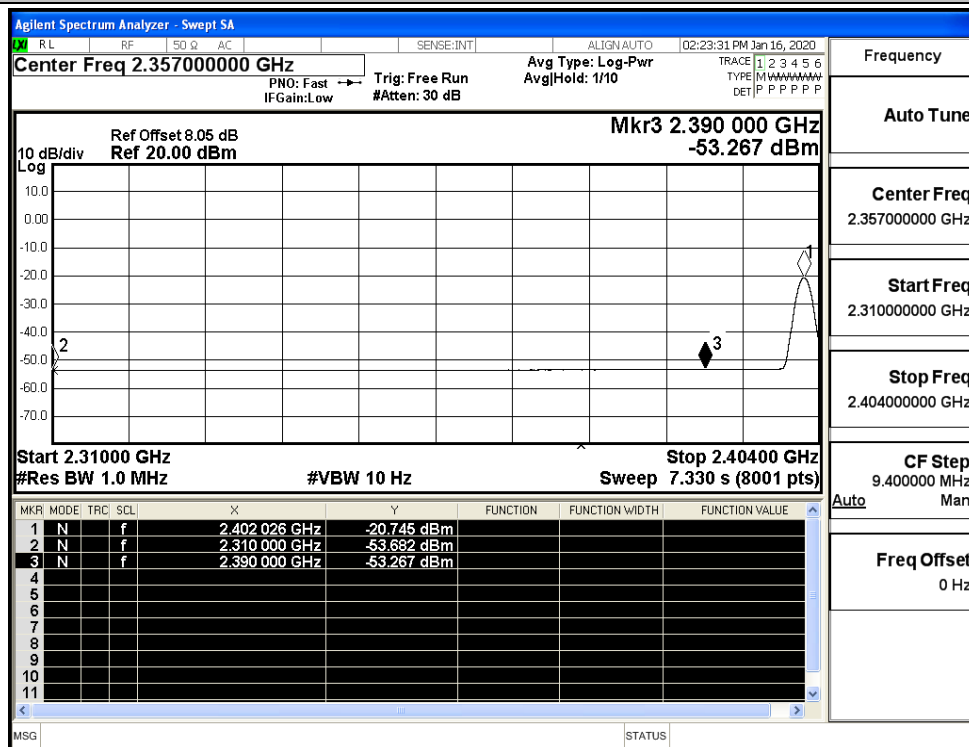 Agilent Spectrum Analyzer - Swept SA
LXI RL RF 50 Ω AC SENSE:INT ALIGN AUTO 02:23:31 PM Jan 16, 2020
Center Freq 2.357000000 GHz
PNO: Fast
IFGain:Low
Trig: Free Run
#Atten: 30 dB
Avg Type: Log-Pwr
Avg|Hold: 1/10
TRACE 1 2 3 4 5 6
TYPE M WWWWW
DET P P P P P P
Ref Offset 8.05 dB
10 dB/div Ref 20.00 dBm
Log
Mkr3 2.390 000 GHz
-53.267 dBm
10.0
0.00
-10.0
-20.0
-30.0
-40.0
-50.0
-60.0
-70.0
1
2
3
Start 2.31000 GHz Stop 2.40400 GHz
#Res BW 1.0 MHz #VBW 10 Hz Sweep 7.330 s (8001 pts)
MKR MODE TRC SCL X Y FUNCTION FUNCTION WIDTH FUNCTION VALUE
1 N f 2.402 026 GHz -20.745 dBm
2 N f 2.310 000 GHz -53.682 dBm
3 N f 2.390 000 GHz -53.267 dBm
4
5
6
7
8
9
10
11
MSG STATUS
Frequency
Auto Tune
Center Freq
2.357000000 GHz
Start Freq
2.310000000 GHz
Stop Freq
2.404000000 GHz
CF Step
9.400000 MHz
Auto Man
Freq Offset
0 Hz